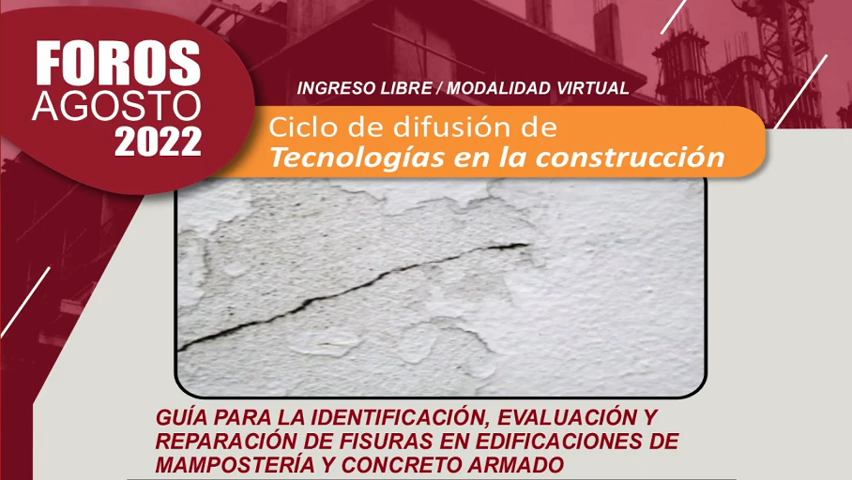 FOROS
AGOSTO
2022
INGRESO LIBRE / MODALIDAD VIRTUAL
Ciclo de difusión de
Tecnologías en la construcción
GUÍA PARA LA IDENTIFICACIÓN, EVALUACIÓN Y
REPARACIÓN DE FISURAS EN EDIFICACIONES DE
MAMPOSTERÍA Y CONCRETO ARMADO